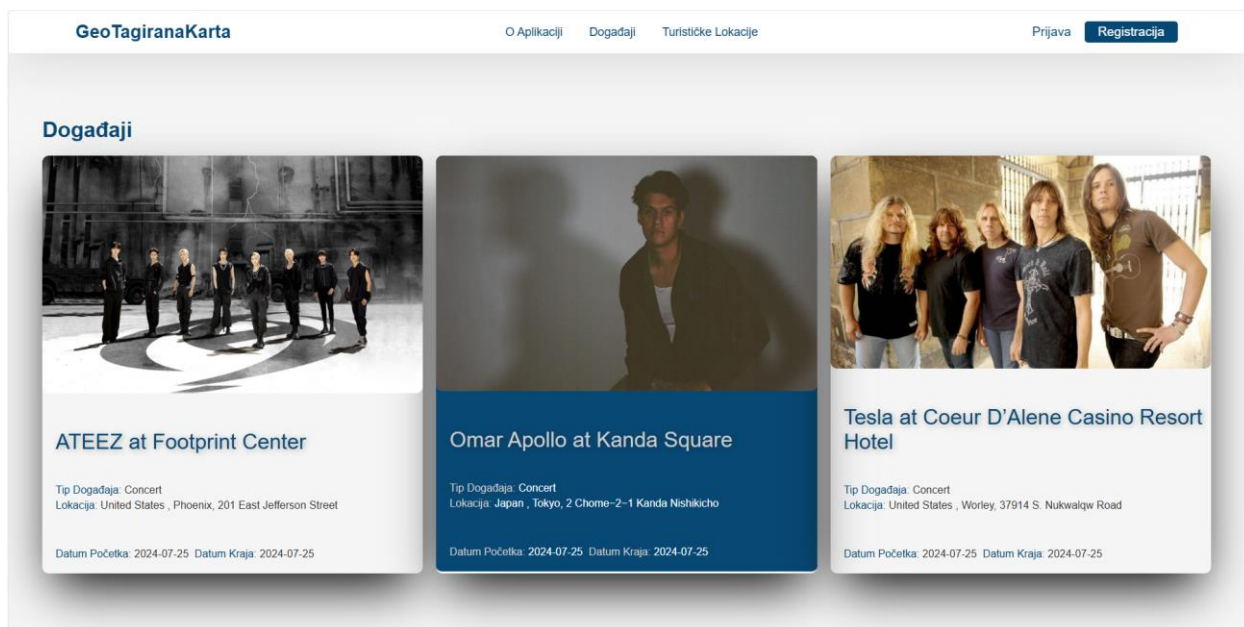 GeoTagiranaKarta
O Aplikaciji Događaji Turističke Lokacije
Prijava Registracija
Događaji
ATEEZ at Footprint Center
Tip Događaja: Concert
Lokacija: United States , Phoenix, 201 East Jefferson Street
Datum Početka: 2024-07-25 Datum Kraja: 2024-07-25
Omar Apollo at Kanda Square
Tip Događaja: Concert
Lokacija: Japan , Tokyo, 2 Chome−2−1 Kanda Nishikicho
Datum Početka: 2024-07-25 Datum Kraja: 2024-07-25
Tesla at Coeur D’Alene Casino Resort
Hotel
Tip Događaja: Concert
Lokacija: United States , Worley, 37914 S. Nukwalqw Road
Datum Početka: 2024-07-25 Datum Kraja: 2024-07-25